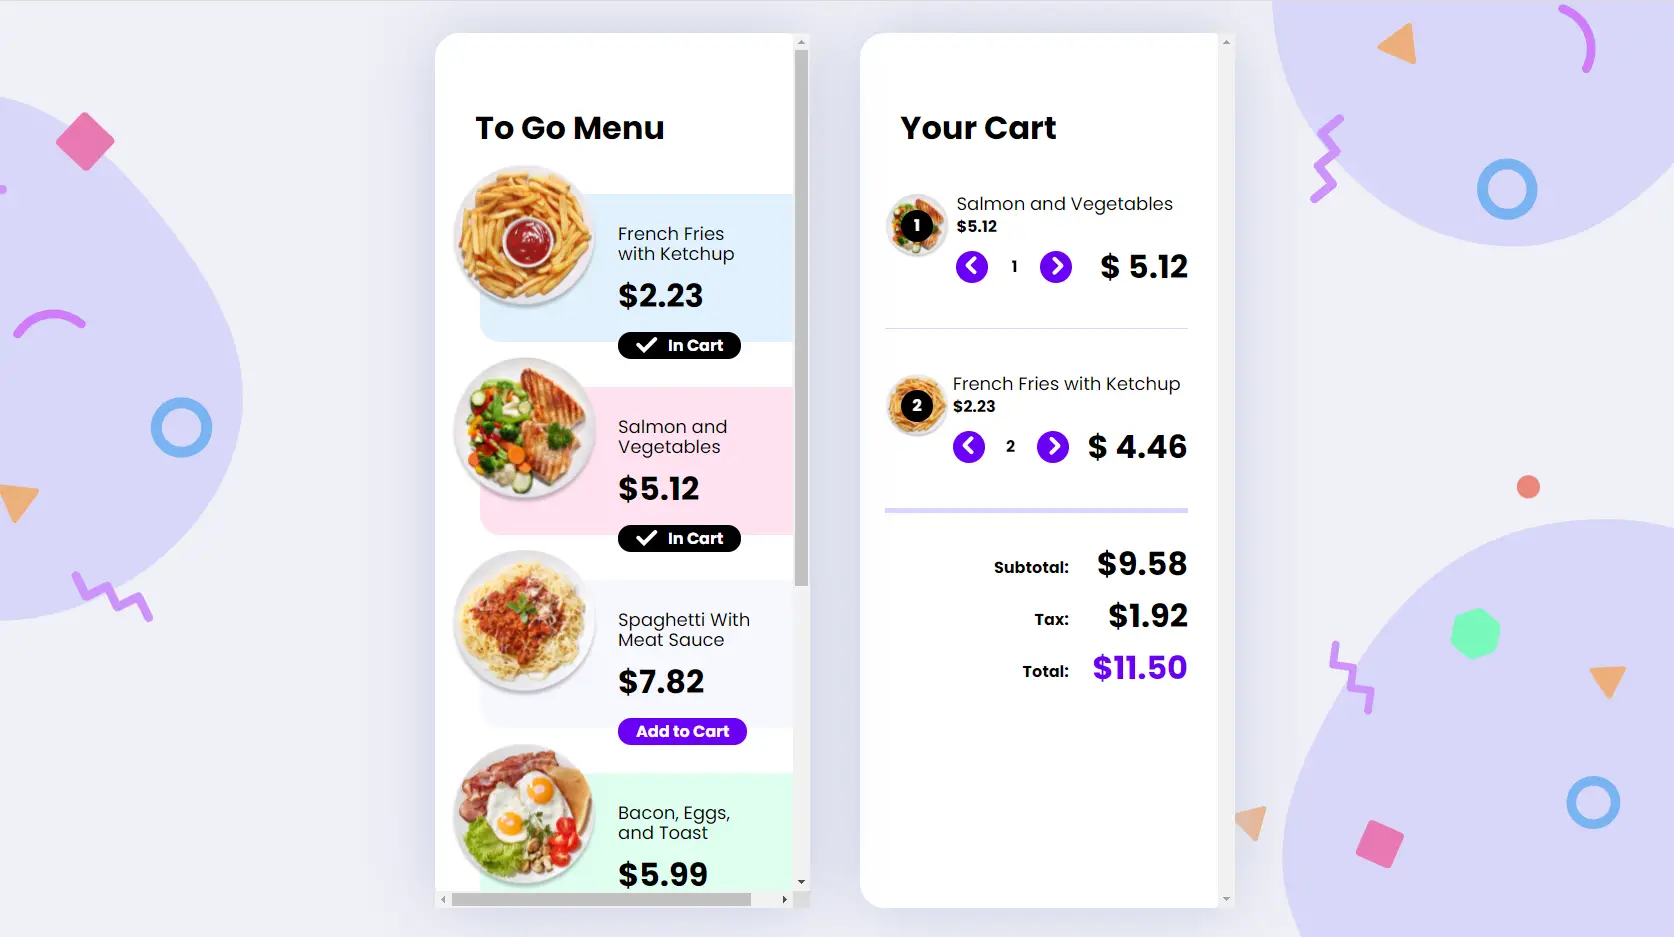 To Go Menu
French Fries
with Ketchup
$2.23
In Cart
Salmon and
Vegetables
$5.12
In Cart
Spaghetti With
Meat Sauce
$7.82
Add to Cart
Bacon, Eggs,
and Toast
$5.99
Your Cart
1
Salmon and Vegetables
$5.12
1
$ 5.12
2
French Fries with Ketchup
$2.23
2
$ 4.46
Subtotal: $9.58
Tax: $1.92
Total: $11.50